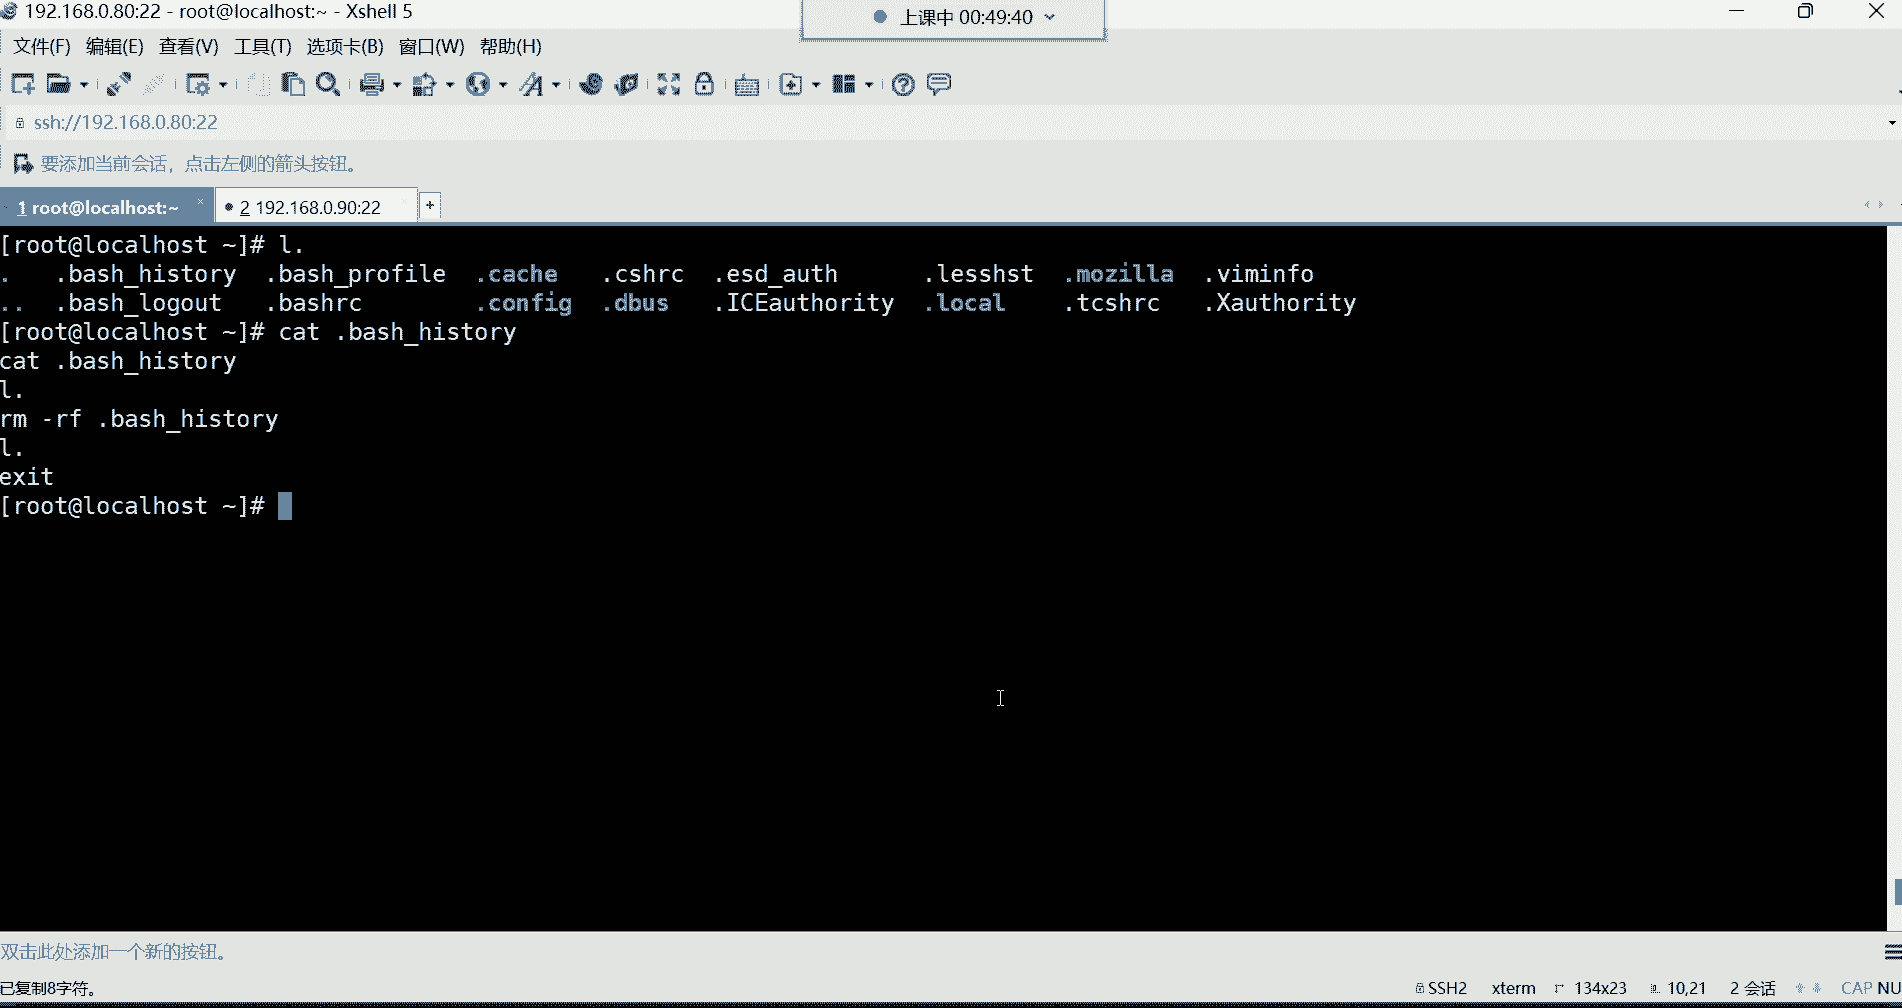 192.168.0.80:22 - root@localhost:~ - Xshell 5
上课中 00:49:40
文件(F) 编辑(E) 查看(V) 工具(T) 选项卡(B) 窗口(W) 帮助(H)
ssh://192.168.0.80:22
要添加当前会话，点击左侧的箭头按钮。
1 root@localhost:~ × 2 192.168.0.90:22 +
[root@localhost ~]# l.
. .bash_history .bash_profile .cache .cshrc .esd_auth .lesshst .mozilla .viminfo
.. .bash_logout .bashrc .config .dbus .ICEauthority .local .tcshrc .Xauthority
[root@localhost ~]# cat .bash_history
cat .bash_history
l.
rm -rf .bash_history
l.
exit
[root@localhost ~]#
双击此处添加一个新的按钮。
已复制8字符。 SSH2 xterm 134x23 10,21 2 会话 CAP NU